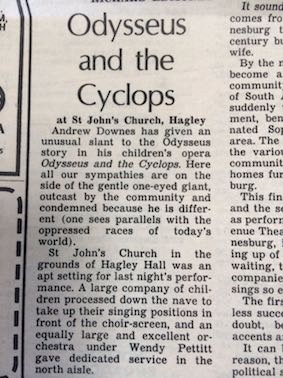 Odysseus
and the
Cyclops
at St John's Church, Hagley
Andrew Downes has given an
unusual slant to the Odysseus
story in his children's opera
Odysseus and the Cyclops. Here
all our sympathies are on the
side of the gentle one-eyed giant,
outcast by the community and
condemned because he is differ-
ent (one sees parallels with the
oppressed races of today's
world).
St John's Church in the
grounds of Hagley Hall was an
apt setting for last night's perfor-
mance. A large company of chil-
dren processed down the nave to
take up their singing positions in
front of the choir-screen, and an
equally large and excellent or-
chestra under Wendy Pettitt
gave dedicated service in the
north aisle.
It sound
comes fro
nesburg t
century bu
wife.
By the m
become a
community
of South A
suddenly
ment, ben
nated Sop
area. The
the variou
communit
homes fur
burg.
This fin
and the se
as perform
enue Thea
nesburg, i
ing up of
waiting, t
companie
sings so e
The firs
less succe
doubt, be
accents a
It can
reason, th
political s